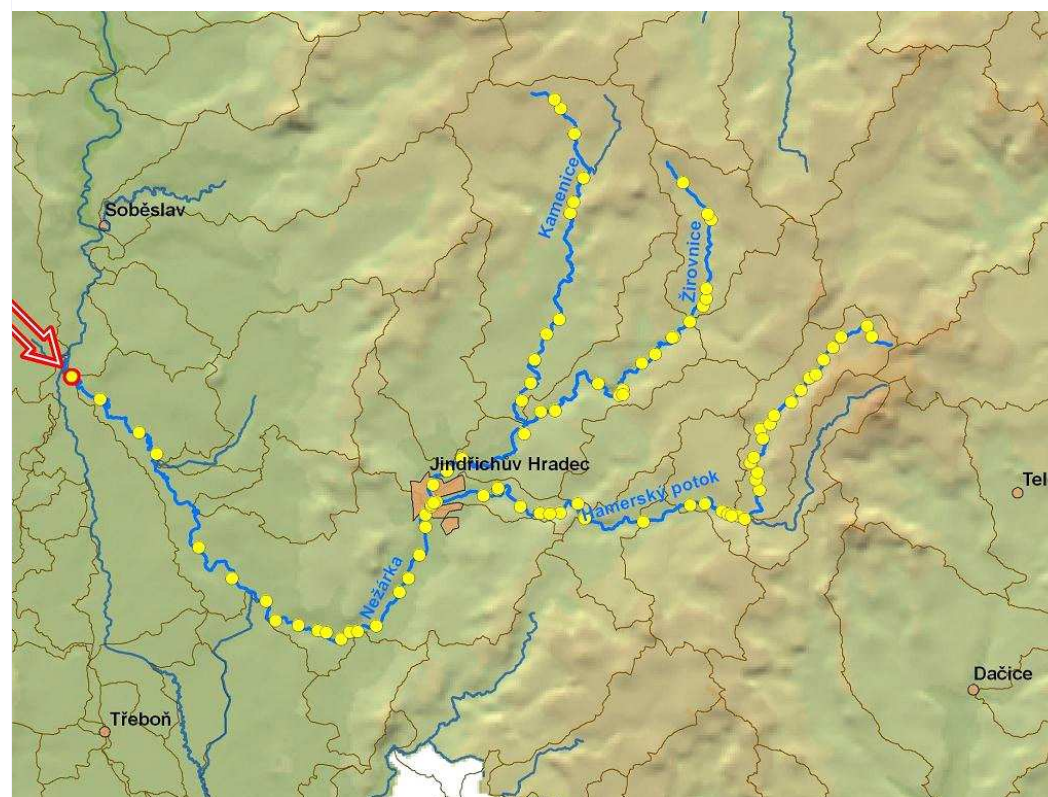 Soběslav
Kamenice
Žirovnice
Jindřichův Hradec
Hamerský potok
Tel
Nežárka
Dačice
Třeboň